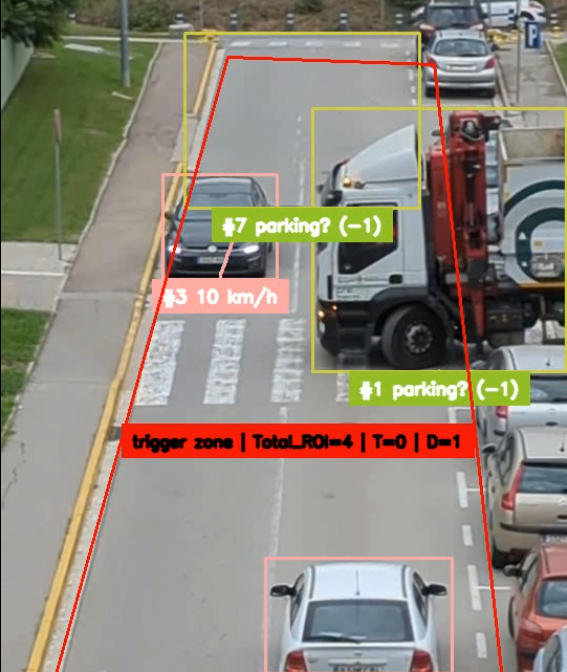 P
#7 parking? (-1)
#3 10 km/h
#1 parking? (-1)
trigger zone | Total_ROI=4 | T=0 | D=1